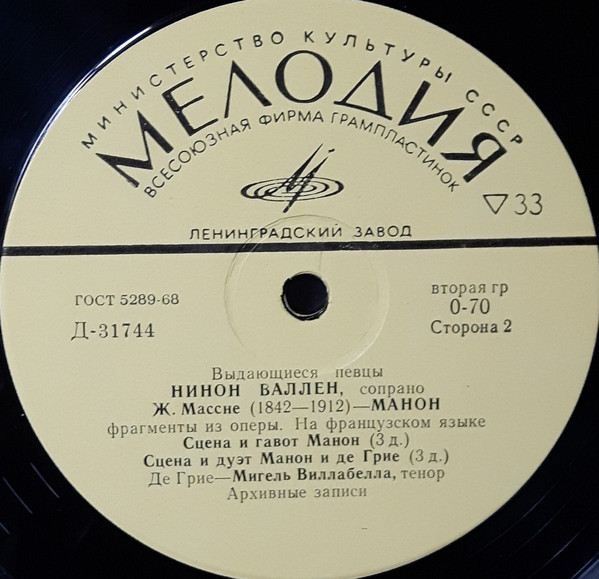 МИНИСТЕРСТВО КУЛЬТУРЫ СССР
МЕЛОДИЯ
ВСЕСОЮЗНАЯ ФИРМА ГРАМПЛАСТИНОК
▽33
ЛЕНИНГРАДСКИЙ ЗАВОД
ГОСТ 5289-68
Д-31744
вторая гр
0-70
Сторона 2
Выдающиеся певцы
НИНОН ВАЛЛЕН, сопрано
Ж. Массне (1842—1912)—МАНОН
фрагменты из оперы. На французском языке
Сцена и гавот Манон (3 д.)
Сцена и дуэт Манон и де Грие (3 д.)
Де Грие—Мигель Виллабелла, тенор
Архивные записи